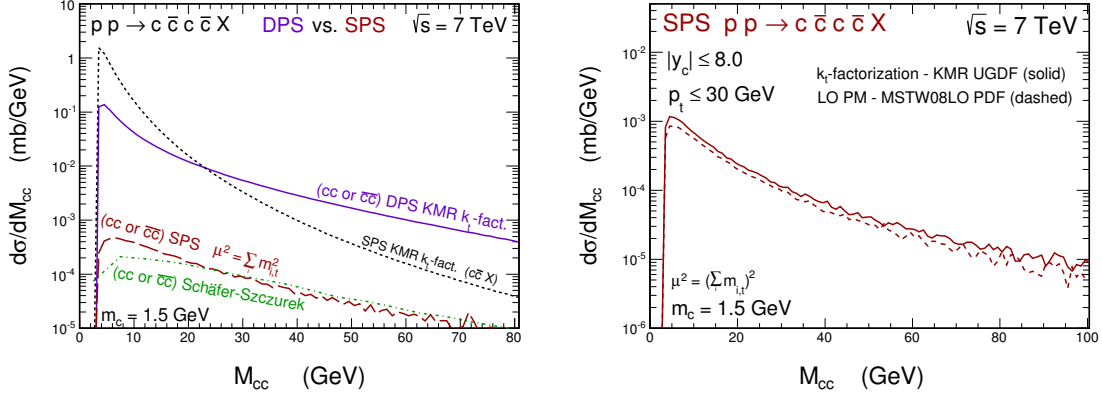 p p → c c̅ c c̅ X DPS vs. SPS √s = 7 TeV
dσ/dM_cc (mb/GeV)
1
10^-1
10^-2
10^-3
10^-4
10^-5
(cc or c̅c̅) DPS KMR k_t-fact.
SPS KMR k_t-fact. (cc̅ X)
(cc or c̅c̅) SPS μ² = ∑_i m²_i,t
(cc or c̅c̅) Schäfer-Szczurek
m_c = 1.5 GeV
0 10 20 30 40 50 60 70 80
M_cc (GeV)
SPS p p → c c̅ c c̅ X √s = 7 TeV
|y_c| ≤ 8.0
p_t ≤ 30 GeV
k_t-factorization - KMR UGDF (solid)
LO PM - MSTW08LO PDF (dashed)
dσ/dM_cc (mb/GeV)
10^-2
10^-3
10^-4
10^-5
10^-6
μ² = (∑_i m_i,t)²
m_c = 1.5 GeV
0 20 40 60 80 100
M_cc (GeV)